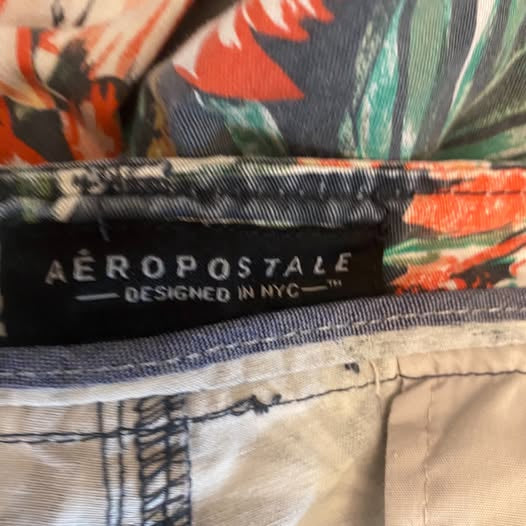 AÉROPOSTALE
— DESIGNED IN NYC —™